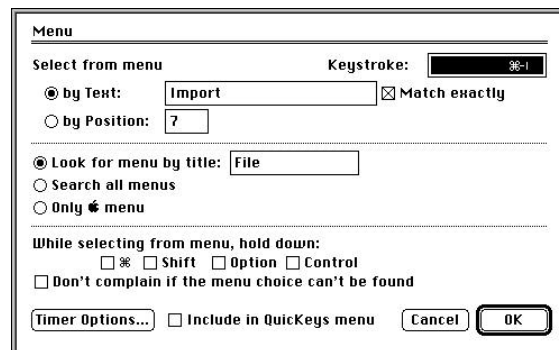 Menu
Select from menu Keystroke: ⌘-I
by Text: Import Match exactly
by Position: 7
Look for menu by title: File
Search all menus
Only  menu
While selecting from menu, hold down:
⌘ Shift Option Control
Don't complain if the menu choice can't be found
Timer Options... Include in QuicKeys menu Cancel OK